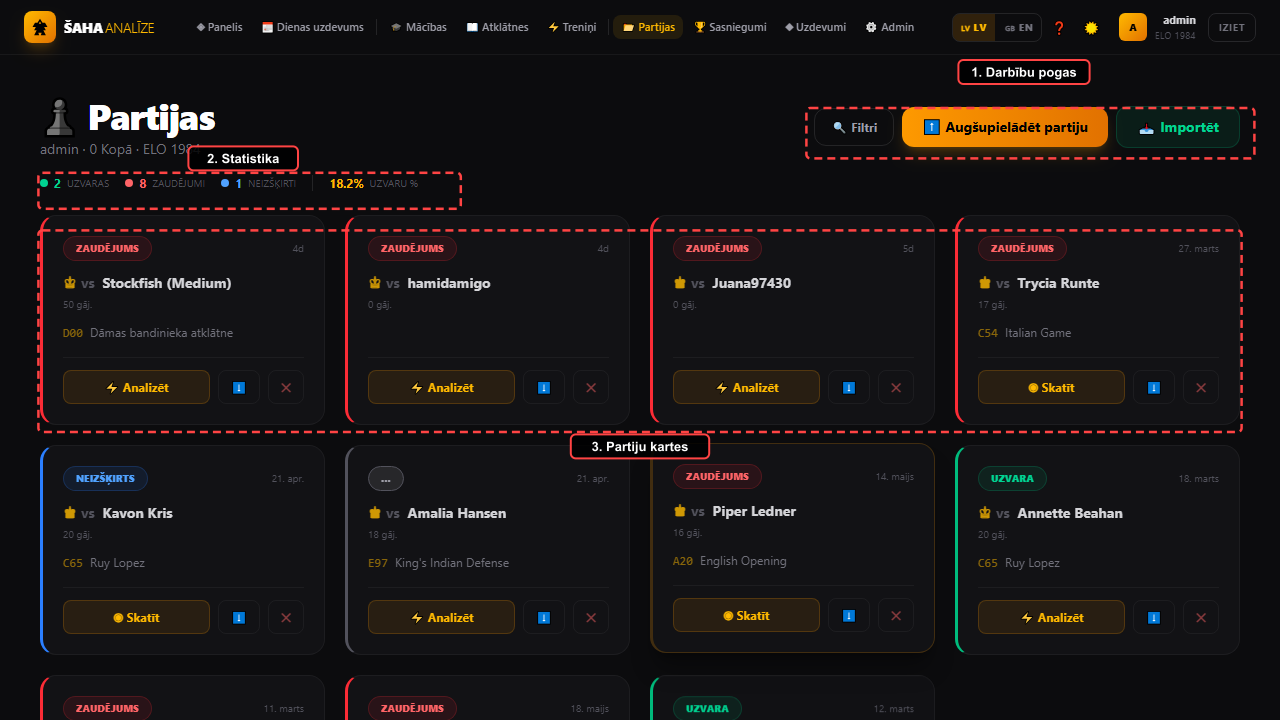 ŠAHA ANALĪZE
Panelis
Dienas uzdevums
Mācības
Atklātnes
Treniņi
Partijas
Sasniegumi
Uzdevumi
Admin
LV LV
GB EN
A
admin
ELO 1984
IZIET
1. Darbību pogas
Partijas
Filtri
Augšupielādēt partiju
Importēt
admin · 0 Kopā · ELO 198
2. Statistika
2 UZVARAS 8 ZAUDĒJUMI 1 NEIZŠĶIRTI 18.2% UZVARU %
ZAUDĒJUMS 4d
vs Stockfish (Medium)
50 gāj.
D00 Dāmas bandinieka atklātne
Analizēt
ZAUDĒJUMS 4d
vs hamidamigo
0 gāj.
Analizēt
ZAUDĒJUMS 5d
vs Juana97430
0 gāj.
Analizēt
ZAUDĒJUMS 27. marts
vs Trycia Runte
17 gāj.
C54 Italian Game
Skatīt
3. Partiju kartes
NEIZŠĶIRTS 21. apr.
vs Kavon Kris
20 gāj.
C65 Ruy Lopez
Skatīt
... 21. apr.
vs Amalia Hansen
18 gāj.
E97 King's Indian Defense
Analizēt
ZAUDĒJUMS 14. maijs
vs Piper Ledner
16 gāj.
A20 English Opening
Skatīt
UZVARA 18. marts
vs Annette Beahan
20 gāj.
C65 Ruy Lopez
Analizēt
ZAUDĒJUMS 11. marts
ZAUDĒJUMS 18. maijs
UZVARA 12. marts